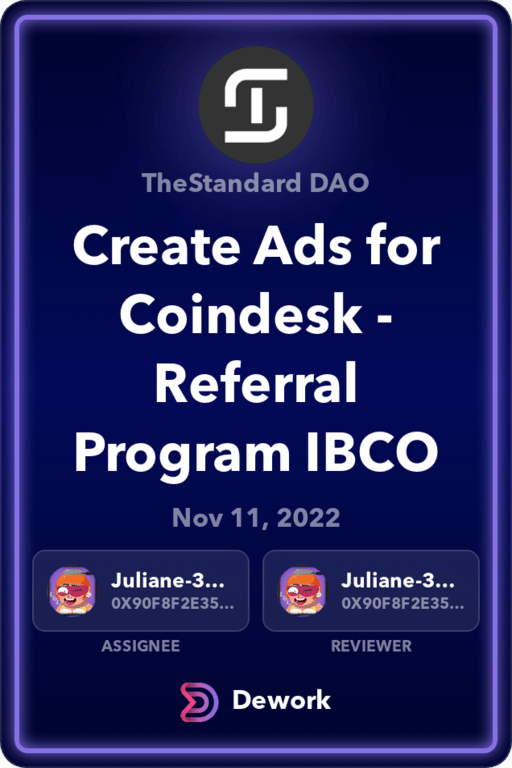 TheStandard DAO
Create Ads for
Coindesk -
Referral
Program IBCO
Nov 11, 2022
Juliane-3...
0X90F8F2E35...
ASSIGNEE
Juliane-3...
0X90F8F2E35...
REVIEWER
Dework